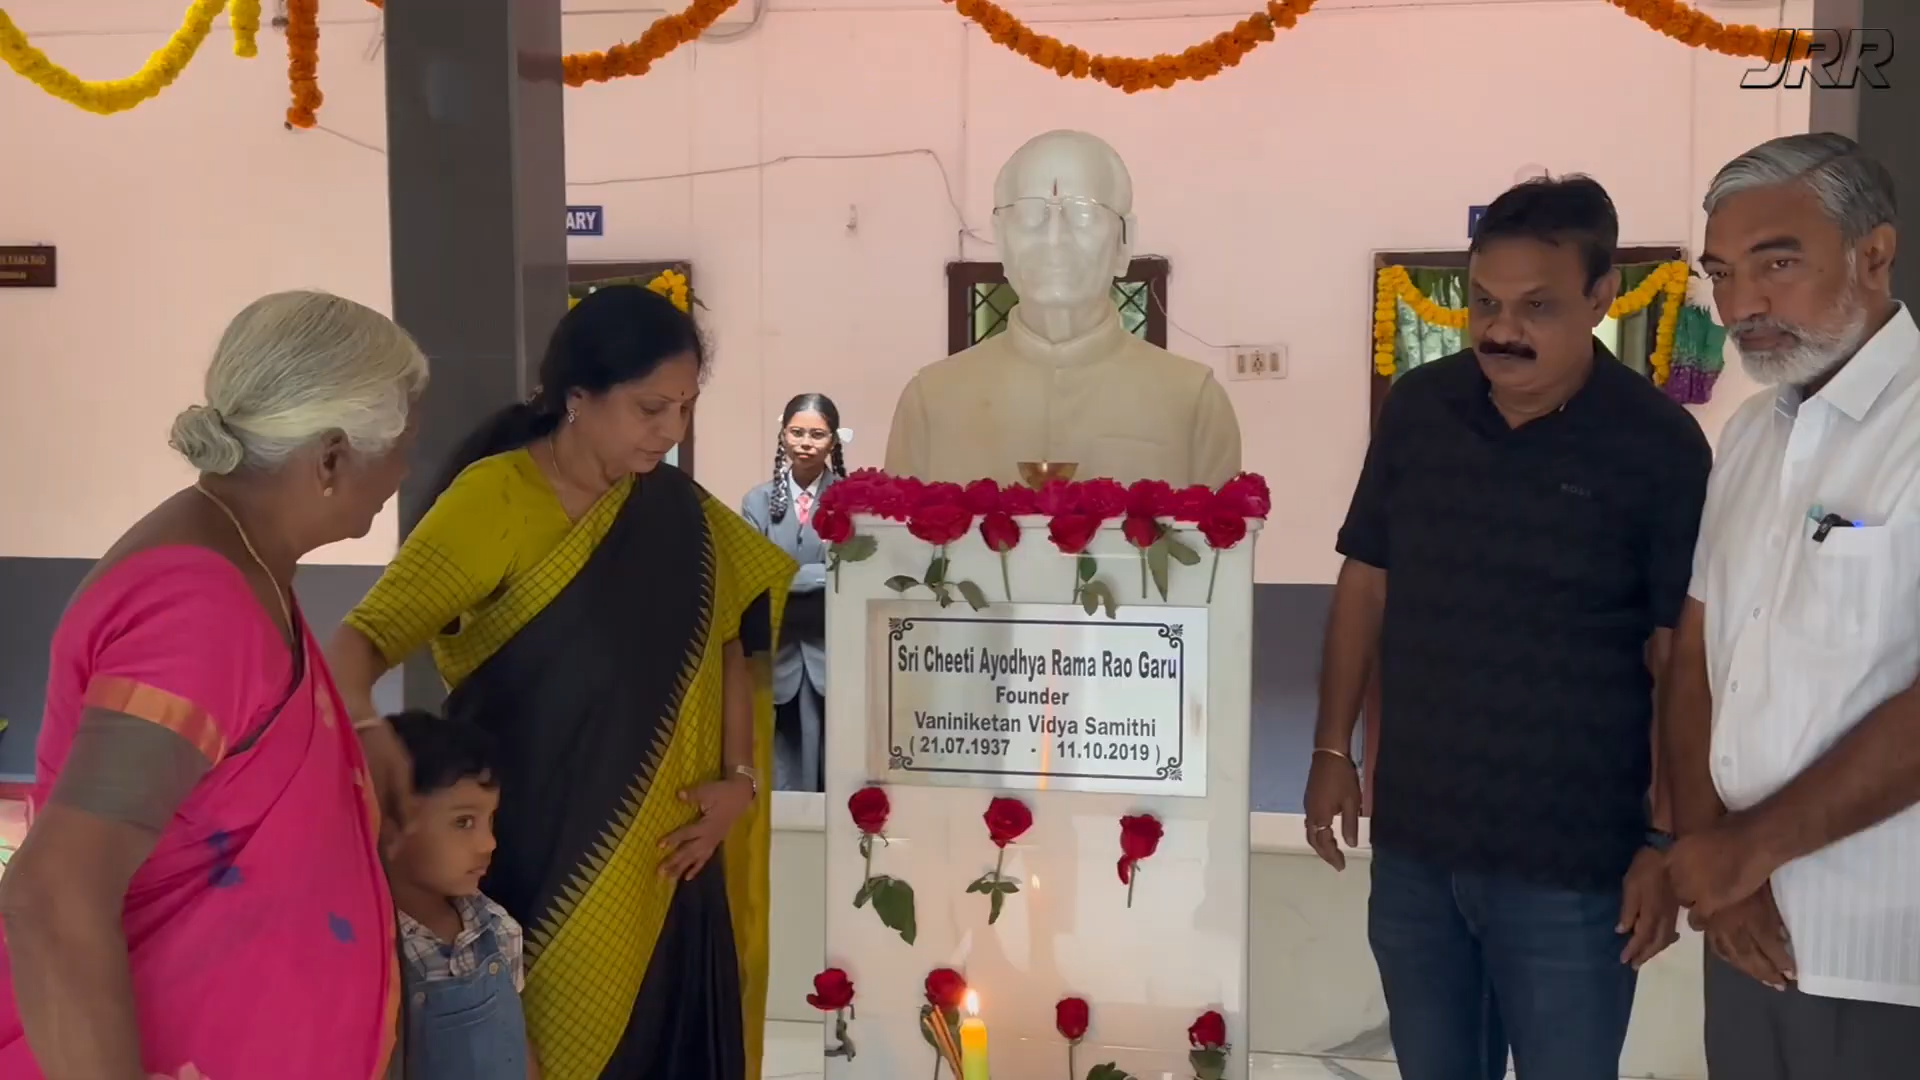 JRR
ARY
Sri Cheeti Ayodhya Rama Rao Garu
Founder
Vaniniketan Vidya Samithi
( 21.07.1937 - 11.10.2019 )